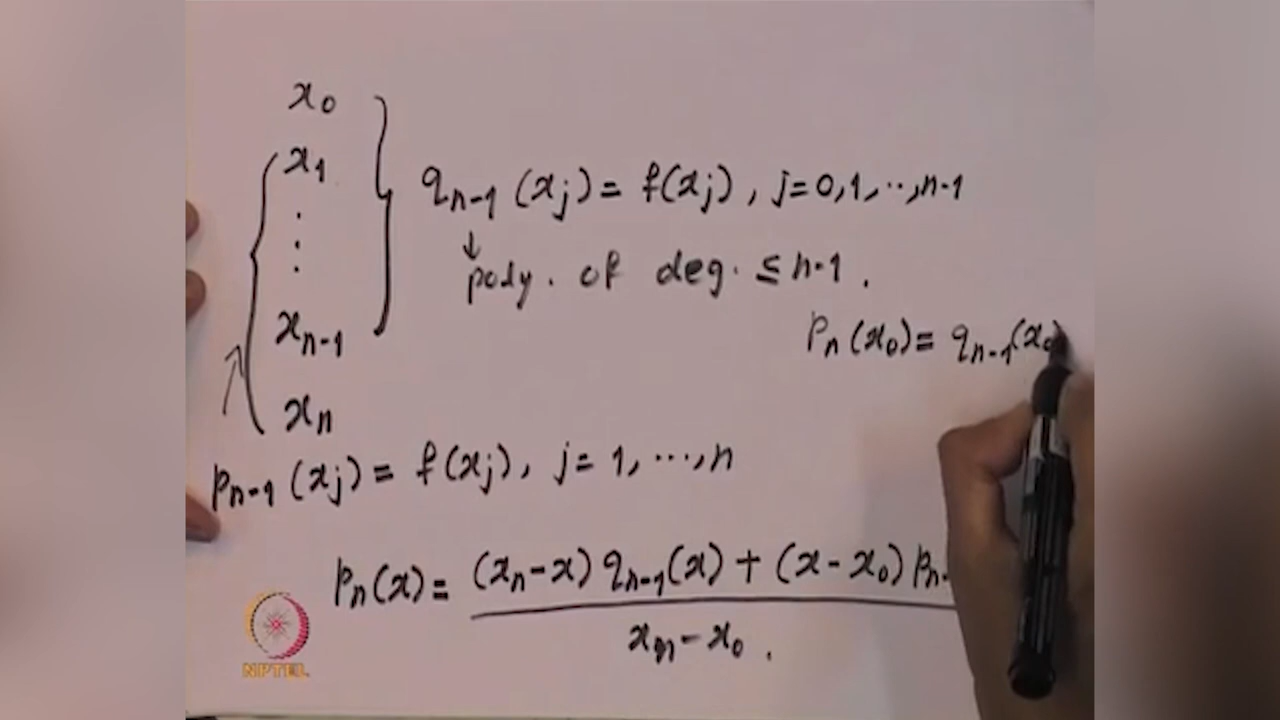 x₀
x₁
⋮
xₙ₋₁
xₙ
qₙ₋₁(xⱼ) = f(xⱼ), j=0,1,..,n-1
↓
poly. of deg. ≤ n-1.
pₙ(x₀) = qₙ₋₁(x₀)
pₙ₋₁(xⱼ) = f(xⱼ), j= 1, ...,n
pₙ(x) = (xₙ-x) qₙ₋₁(x) + (x-x₀) pₙ₋
xₙ-x₀.
NPTEL